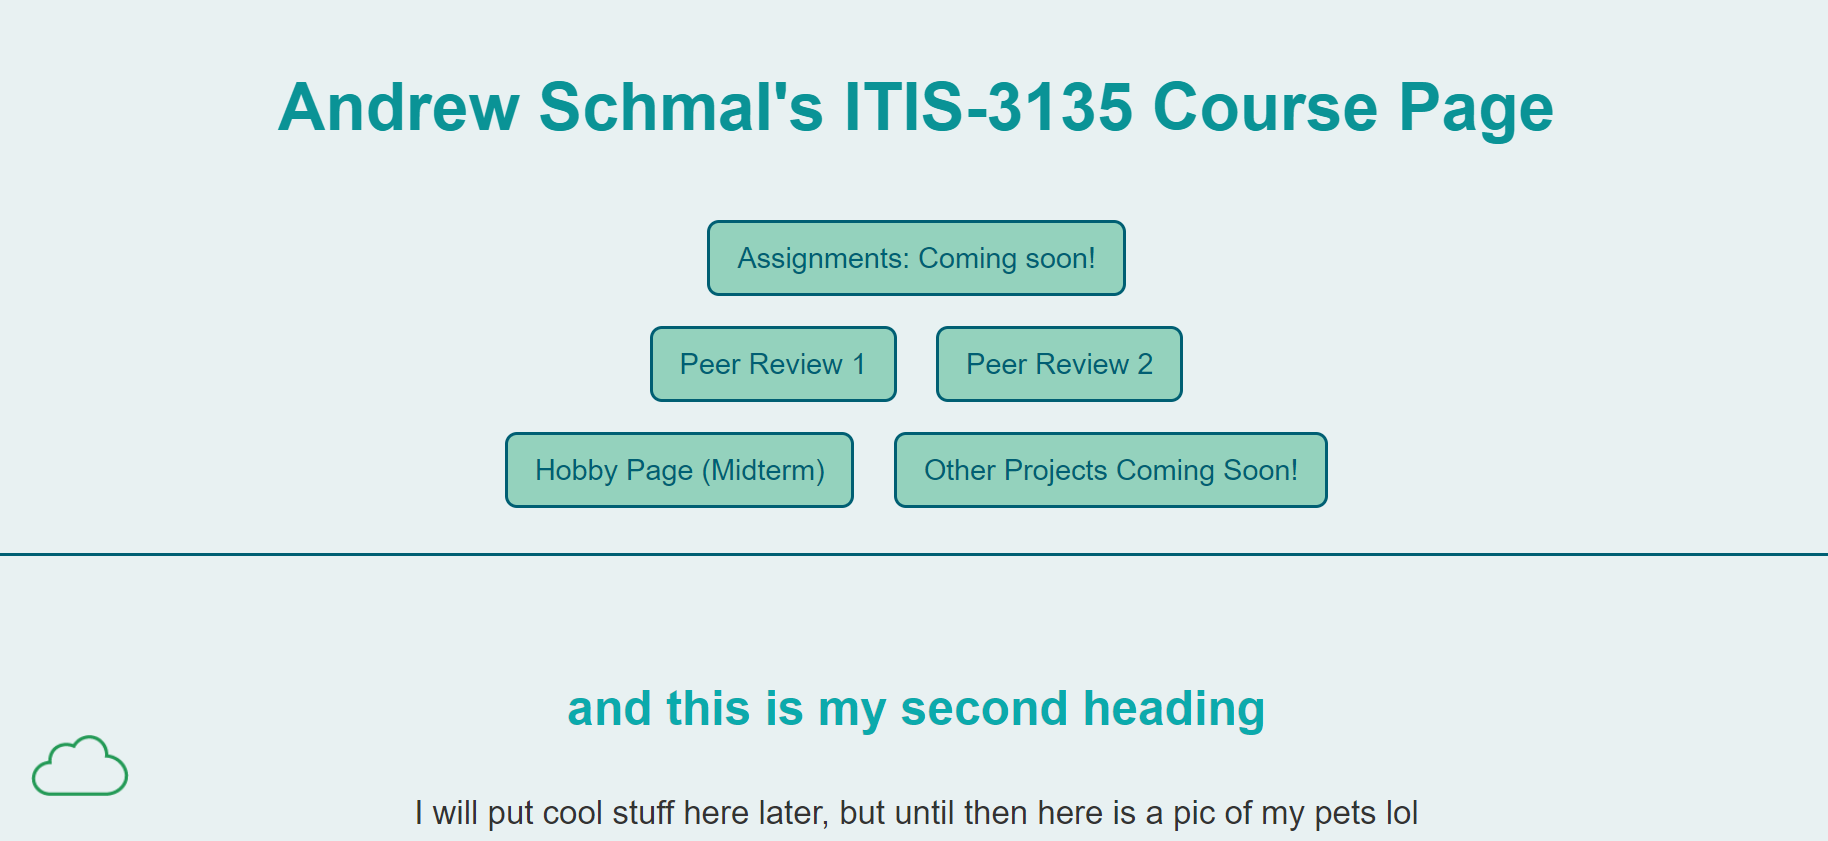 Andrew Schmal's ITIS-3135 Course Page
Assignments: Coming soon!
Peer Review 1
Peer Review 2
Hobby Page (Midterm)
Other Projects Coming Soon!
and this is my second heading
I will put cool stuff here later, but until then here is a pic of my pets lol